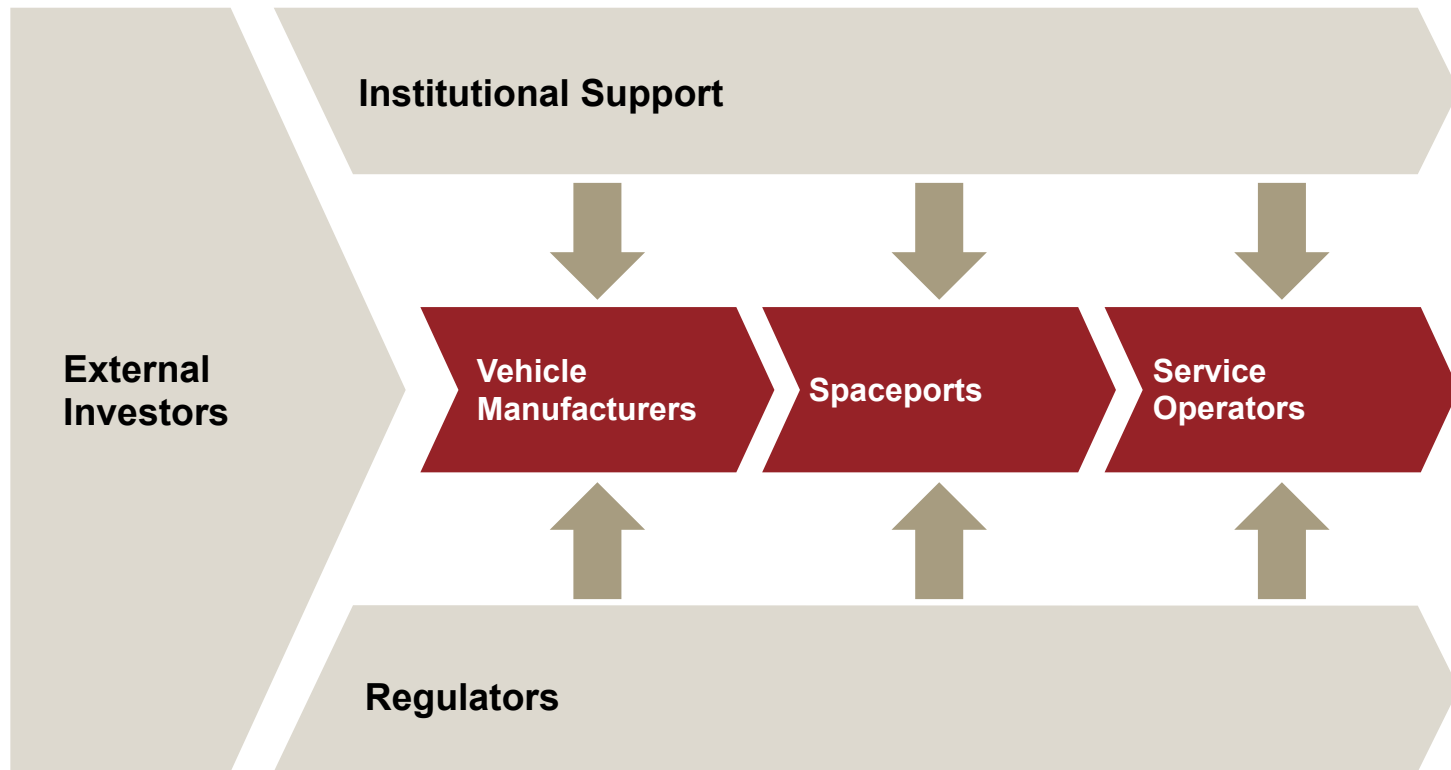 Institutional Support
External
Investors
Vehicle
Manufacturers
Spaceports
Service
Operators
Regulators